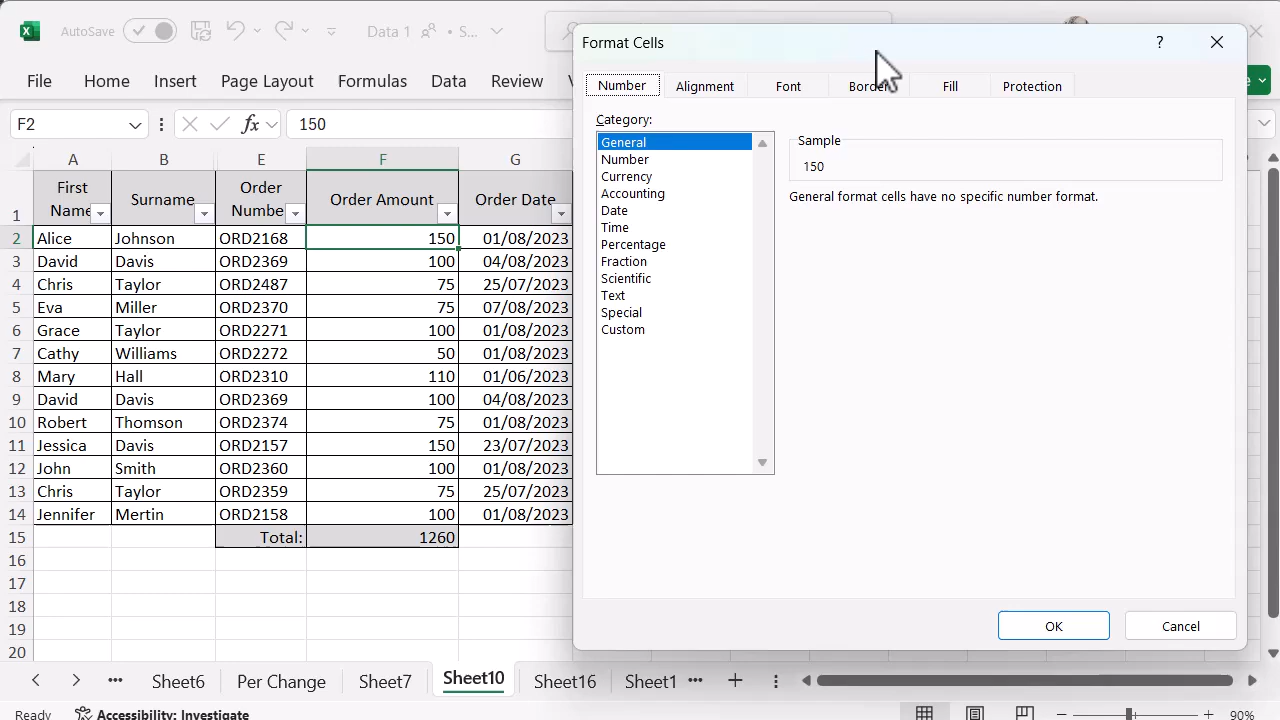 AutoSave
Data 1
• S...
Format Cells
?
File Home Insert Page Layout Formulas Data Review
Number Alignment Font Border Fill Protection
F2
fx
150
Category:
General
Number
Currency
Accounting
Date
Time
Percentage
Fraction
Scientific
Text
Special
Custom
Sample
150
General format cells have no specific number format.
OK Cancel
A B E F G
1 First Name Surname Order Numbe Order Amount Order Date
2 Alice Johnson ORD2168 150 01/08/2023
3 David Davis ORD2369 100 04/08/2023
4 Chris Taylor ORD2487 75 25/07/2023
5 Eva Miller ORD2370 75 07/08/2023
6 Grace Taylor ORD2271 100 01/08/2023
7 Cathy Williams ORD2272 50 01/08/2023
8 Mary Hall ORD2310 110 01/06/2023
9 David Davis ORD2369 100 04/08/2023
10 Robert Thomson ORD2374 75 01/08/2023
11 Jessica Davis ORD2157 150 23/07/2023
12 John Smith ORD2360 100 01/08/2023
13 Chris Taylor ORD2359 75 25/07/2023
14 Jennifer Mertin ORD2158 100 01/08/2023
15 Total: 1260
16
17
18
19
20
... Sheet6 Per Change Sheet7 Sheet10 Sheet16 Sheet1 ... +
Ready Accessibility: Investigate 90%